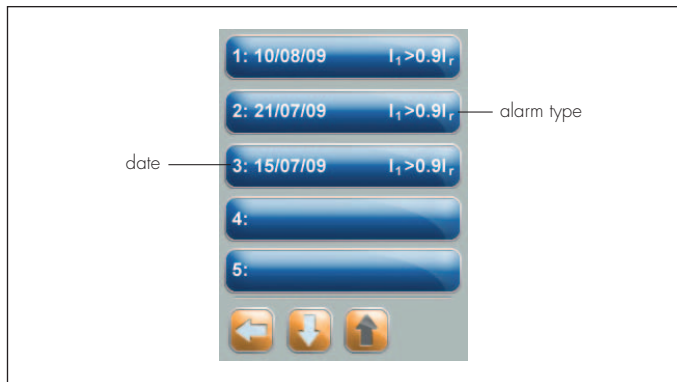 1: 10/08/09 I₁>0.9Iᵣ
2: 21/07/09 I₁>0.9Iᵣ alarm type
date 3: 15/07/09 I₁>0.9Iᵣ
4:
5: